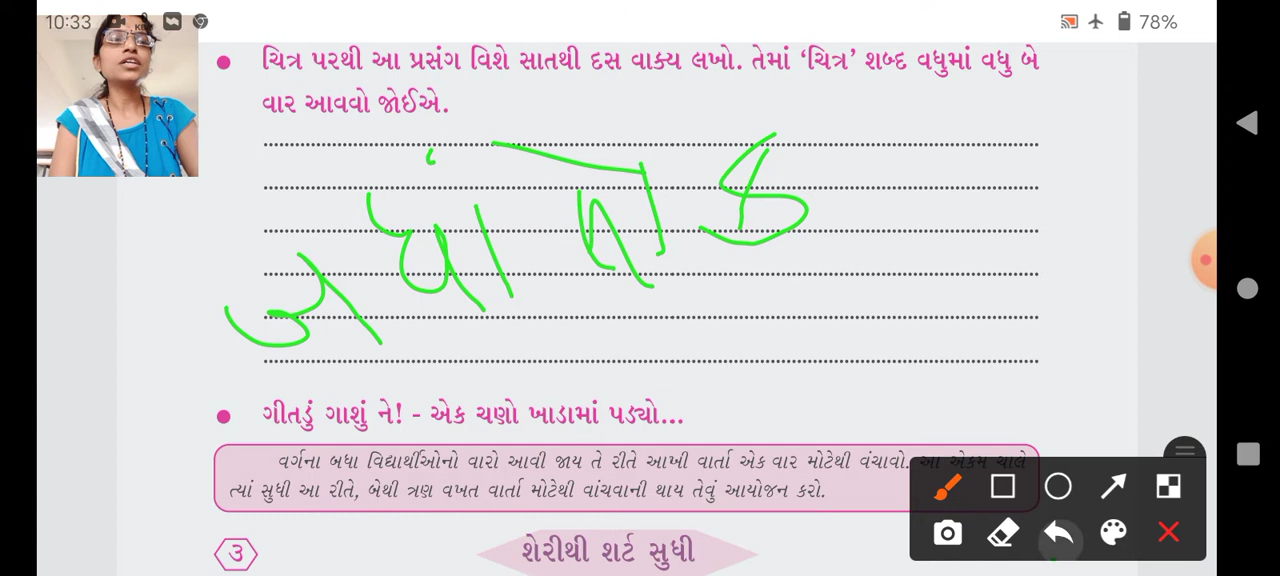 10:33
78%
ચિત્ર પરથી આ પ્રસંગ વિશે સાતથી દસ વાક્ય લખો. તેમાં ‘ચિત્ર’ શબ્દ વધુમાં વધુ બે
વાર આવવો જોઈએ.
ગીતડું ગાશું ને! - એક ચણો ખાડામાં પડ્યો...
વર્ગના બધા વિદ્યાર્થીઓનો વારો આવી જાય તે રીતે આખી વાર્તા એક વાર મોટેથી વંચાવો. આ એકમ ચાલે
ત્યાં સુધી આ રીતે, બેથી ત્રણ વખત વાર્તા મોટેથી વાંચવાની થાય તેવું આયોજન કરો.
૩
શેરીથી શર્ટ સુધી